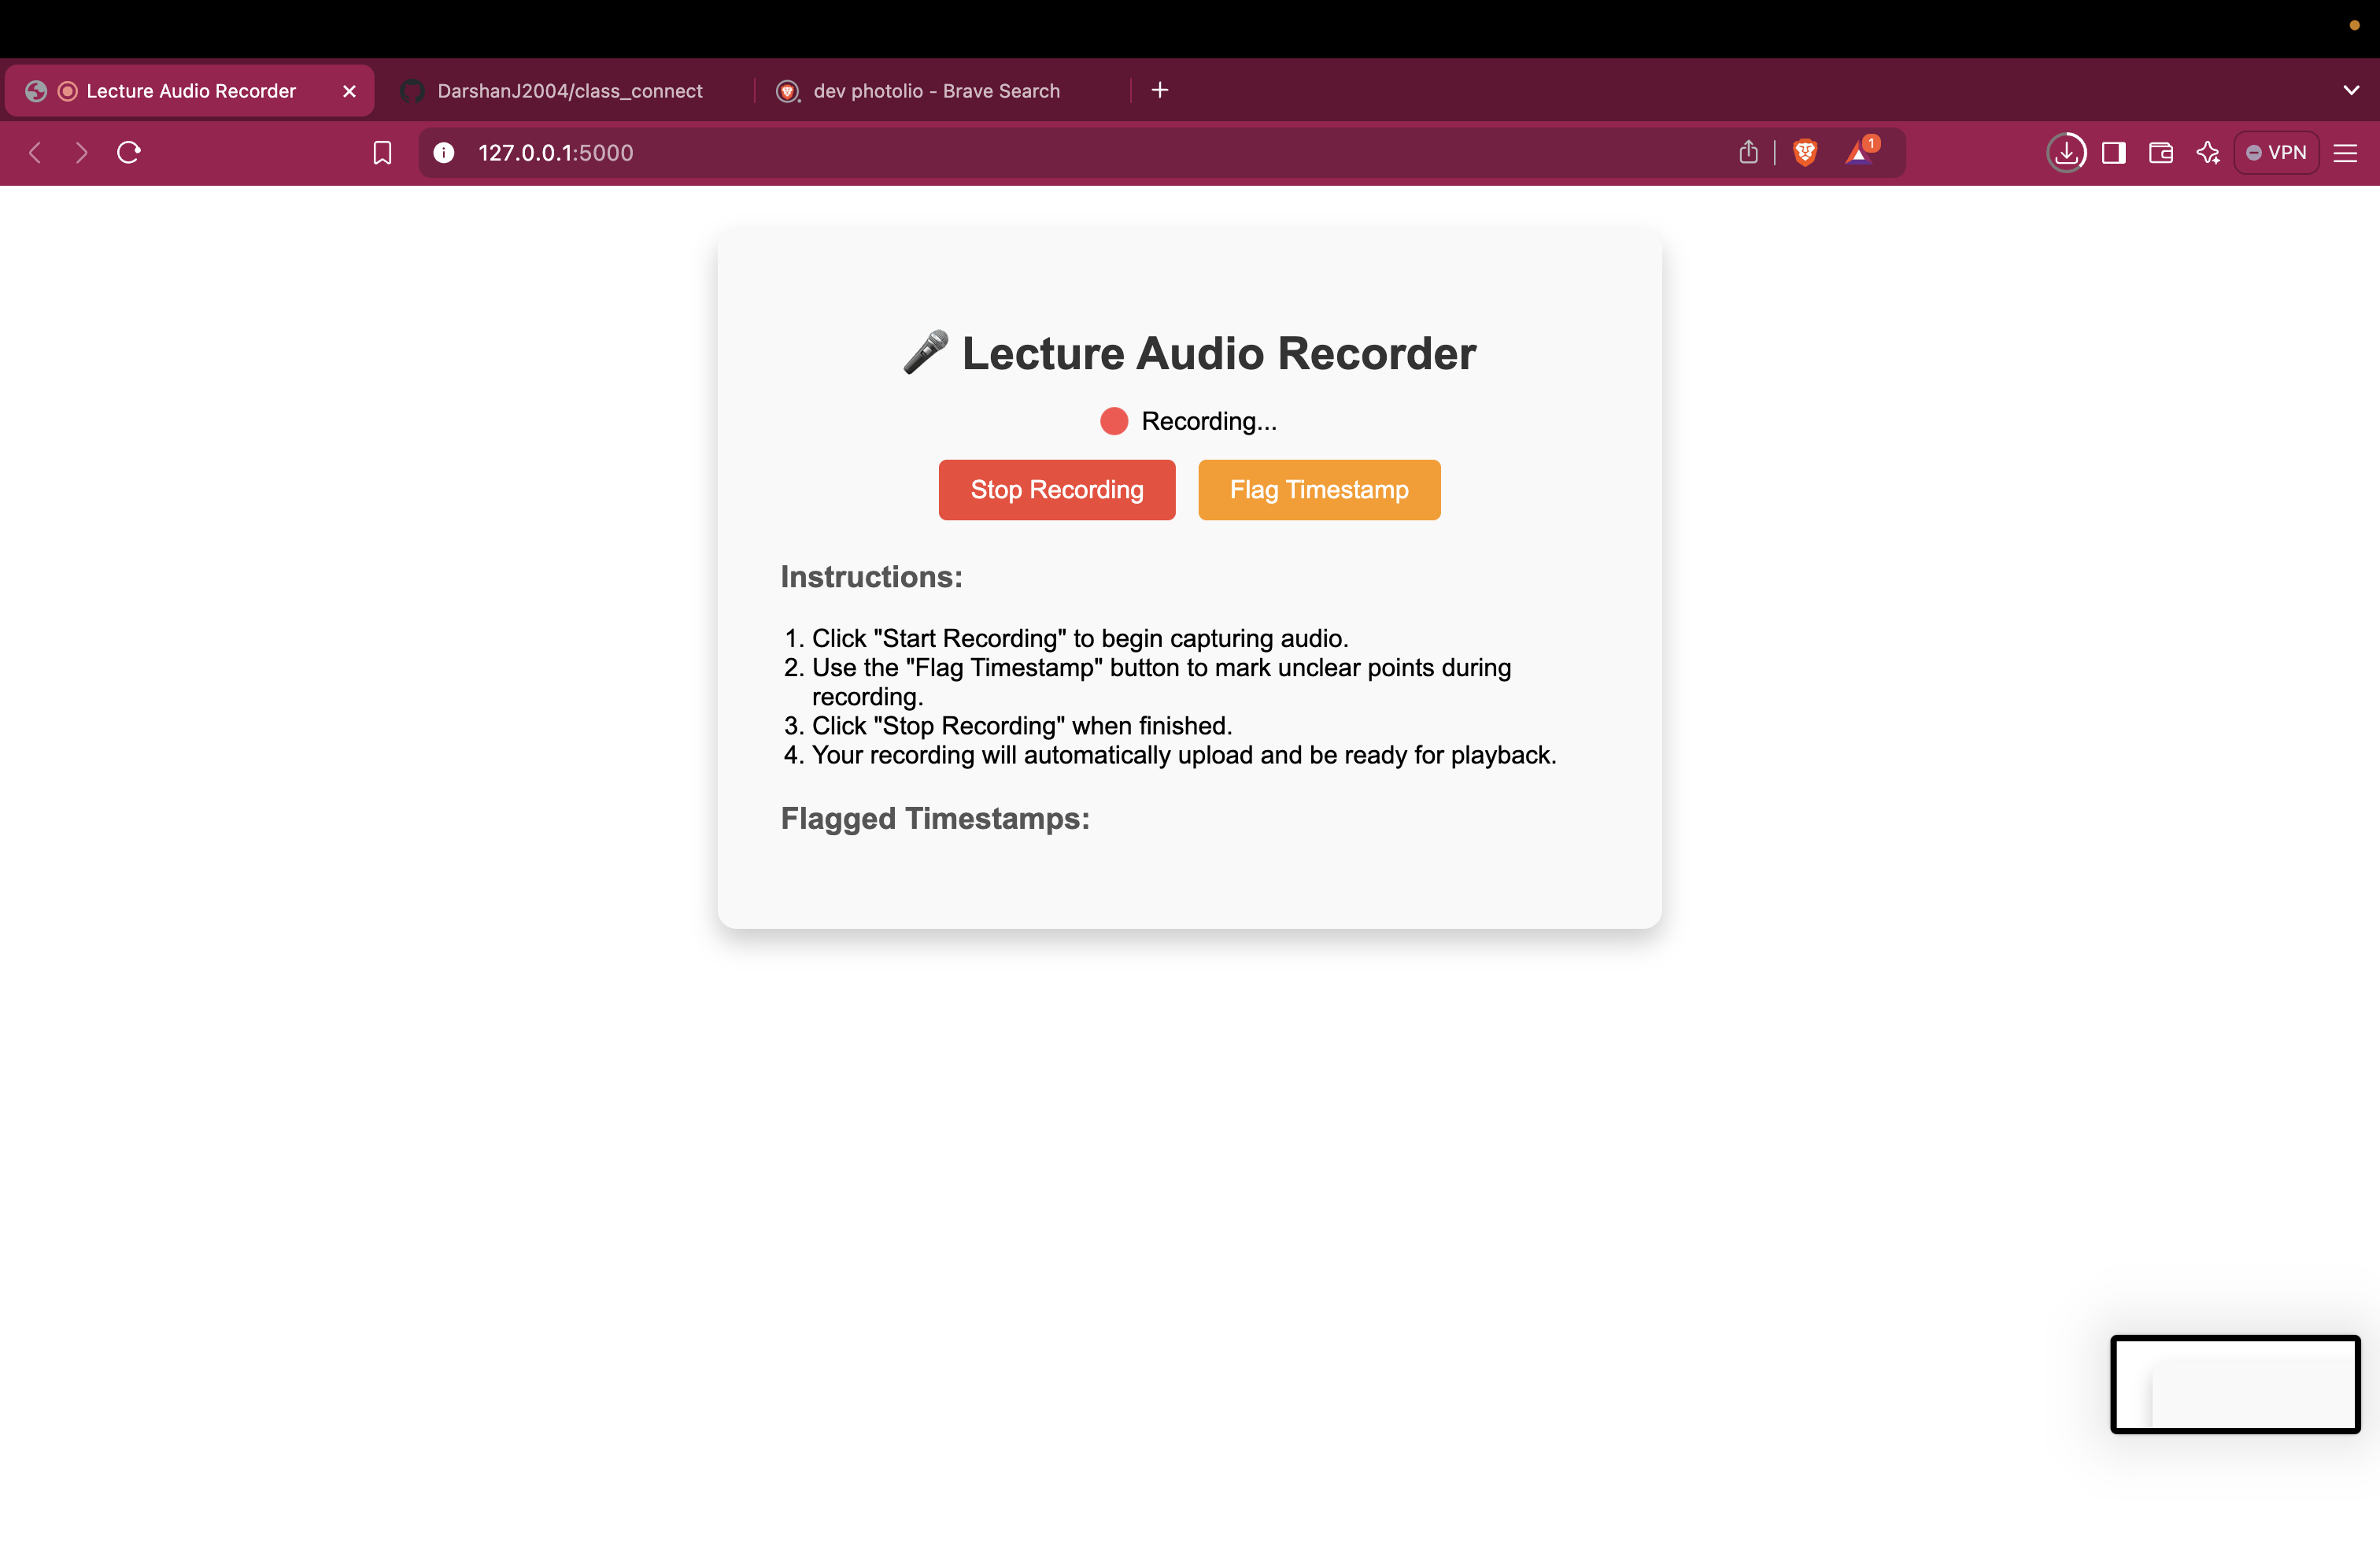 Lecture Audio Recorder
DarshanJ2004/class_connect
dev photolio - Brave Search
127.0.0.1:5000
1
VPN
🎤 Lecture Audio Recorder
Recording...
Stop Recording
Flag Timestamp
Instructions:
1. Click "Start Recording" to begin capturing audio.
2. Use the "Flag Timestamp" button to mark unclear points during
recording.
3. Click "Stop Recording" when finished.
4. Your recording will automatically upload and be ready for playback.
Flagged Timestamps: